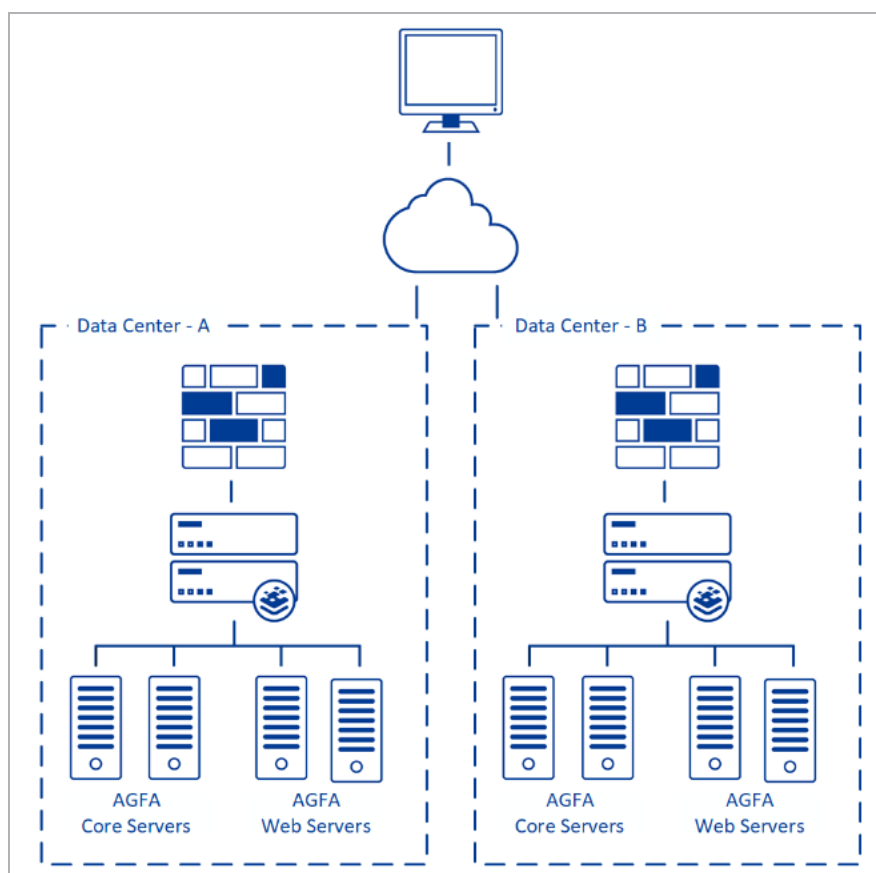 Data Center - A
Data Center - B
AGFA
Core Servers
AGFA
Web Servers
AGFA
Core Servers
AGFA
Web Servers